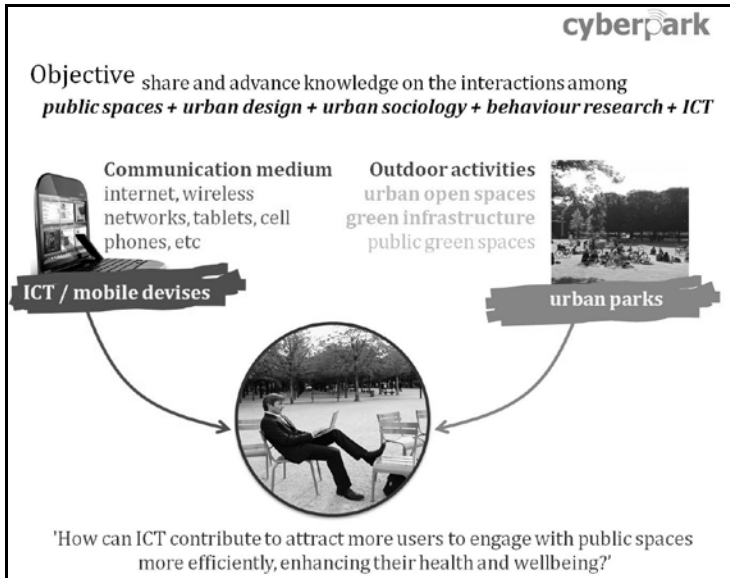 cyberpark
Objective share and advance knowledge on the interactions among
public spaces + urban design + urban sociology + behaviour research + ICT
Communication medium
internet, wireless
networks, tablets, cell
phones, etc
ICT / mobile devises
Outdoor activities
urban open spaces
green infrastructure
public green spaces
urban parks
'How can ICT contribute to attract more users to engage with public spaces
more efficiently, enhancing their health and wellbeing?'